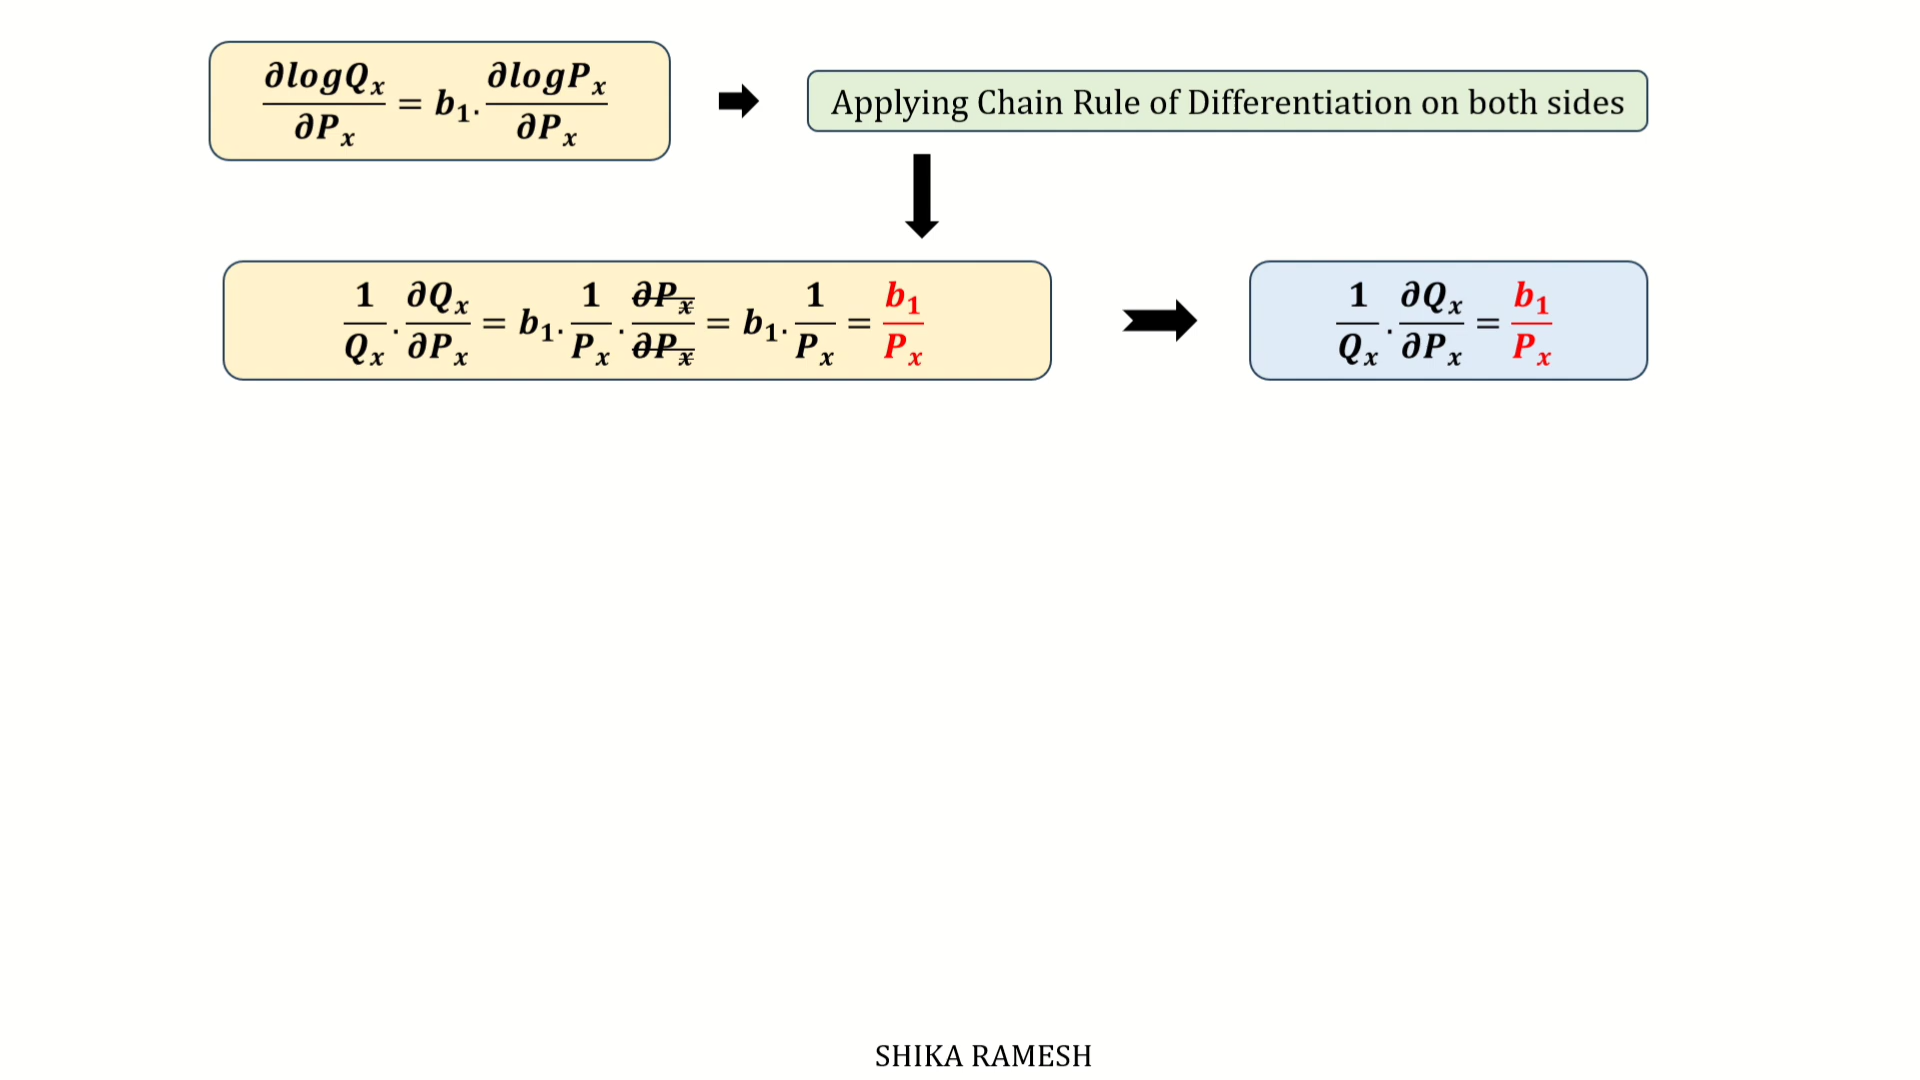 ∂logQₓ/∂Pₓ = b₁. ∂logPₓ/∂Pₓ
Applying Chain Rule of Differentiation on both sides
1/Qₓ . ∂Qₓ/∂Pₓ = b₁. 1/Pₓ . ∂Pₓ/∂Pₓ = b₁. 1/Pₓ = b₁/Pₓ
1/Qₓ . ∂Qₓ/∂Pₓ = b₁/Pₓ
SHIKA RAMESH